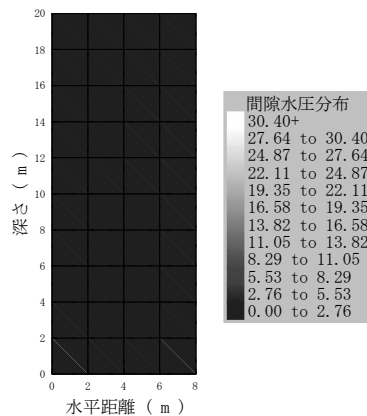 20
18
16
14
12
10
8
6
4
2
0
深さ ( m )
0 2 4 6 8
水平距離 ( m )
間隙水圧分布
30.40+
27.64 to 30.40
24.87 to 27.64
22.11 to 24.87
19.35 to 22.11
16.58 to 19.35
13.82 to 16.58
11.05 to 13.82
8.29 to 11.05
5.53 to 8.29
2.76 to 5.53
0.00 to 2.76